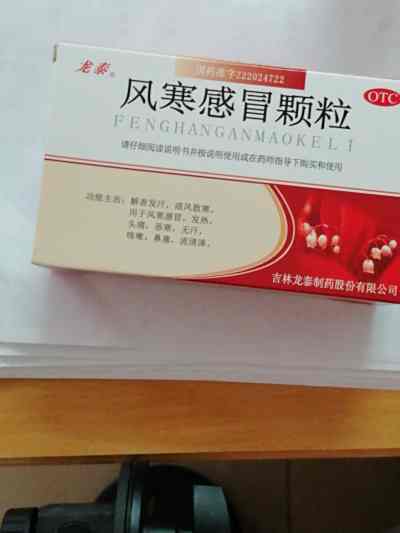 龙泰®
国药准字Z22024722
OTC
风寒感冒颗粒
FENGHANGANMAOKELI
请仔细阅读说明书并按说明使用或在药师指导下购买和使用
功能主治：解表发汗，疏风散寒。
用于风寒感冒，发热，
头痛，恶寒，无汗，
咳嗽，鼻塞，流清涕。
吉林龙泰制药股份有限公司